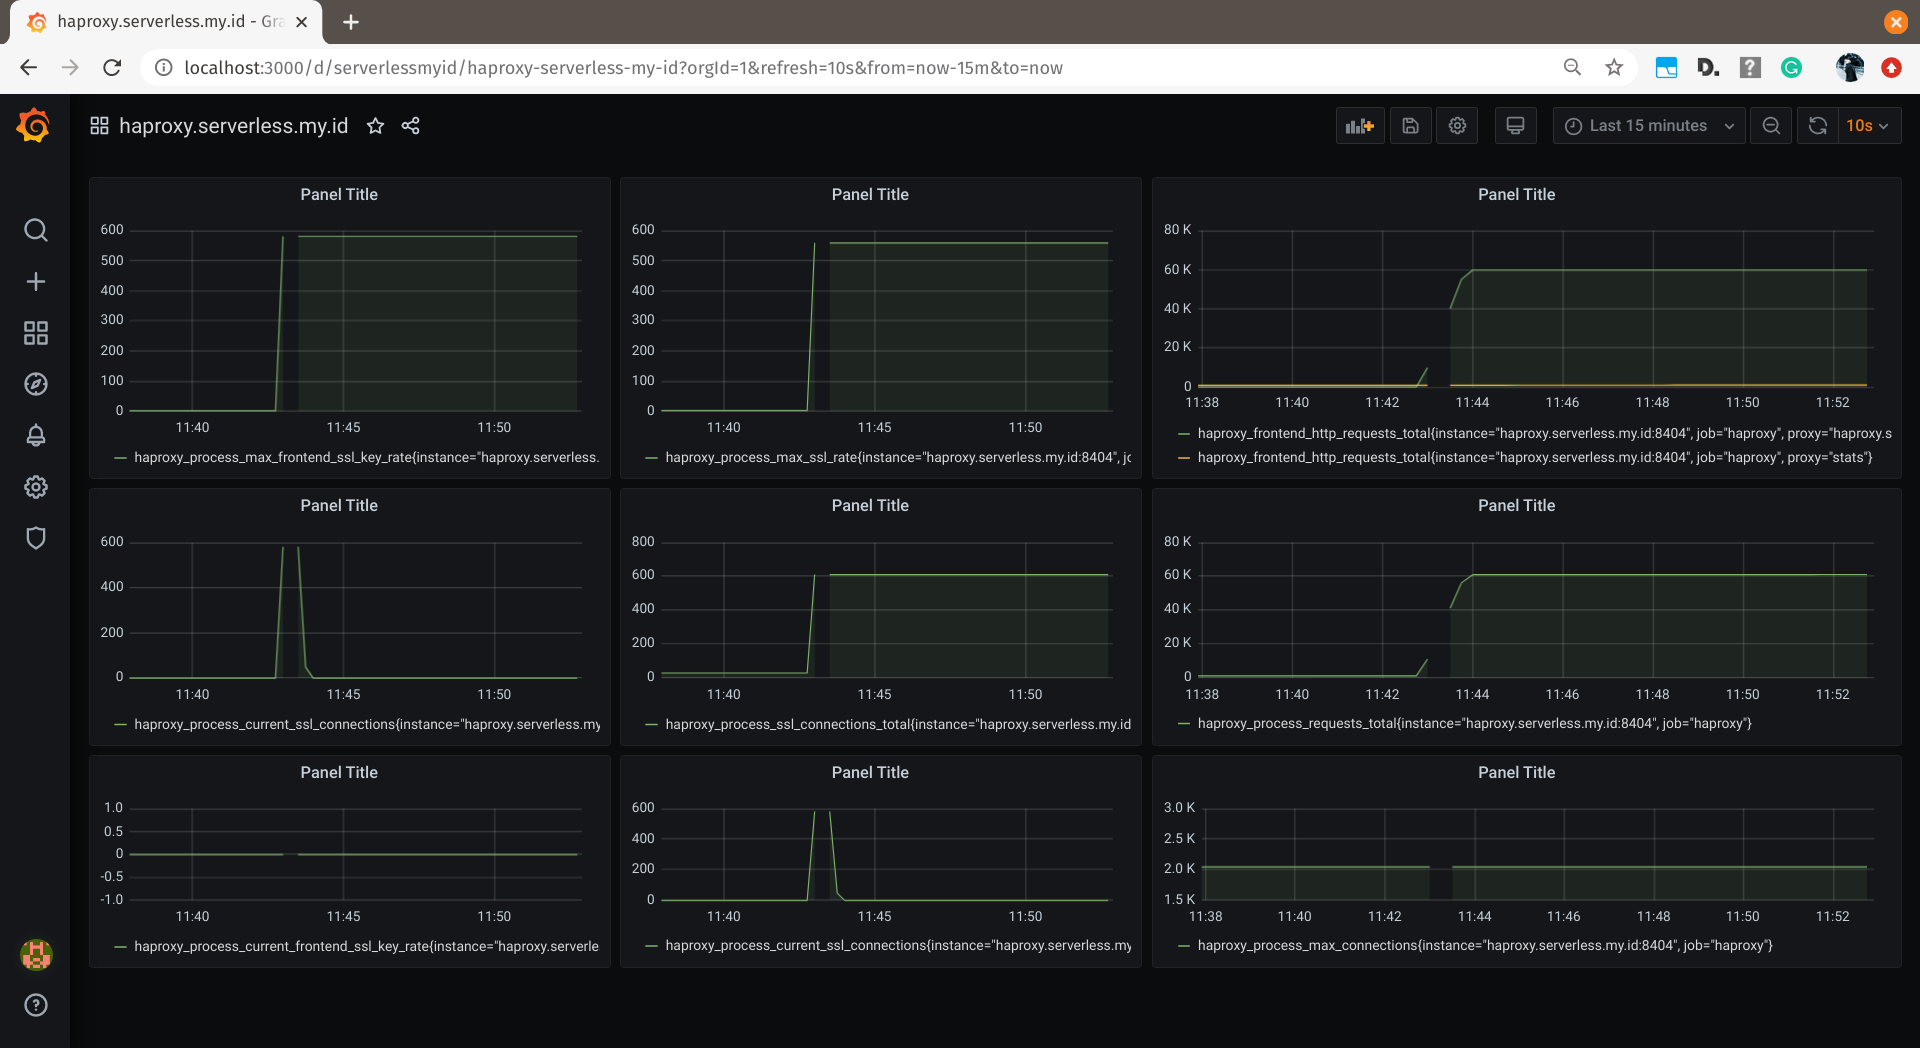 haproxy.serverless.my.id - Gra
localhost:3000/d/serverlessmyid/haproxy-serverless-my-id?orgId=1&refresh=10s&from=now-15m&to=now
D.
?
G
haproxy.serverless.my.id
Last 15 minutes
10s
Panel Title
600
500
400
300
200
100
0
11:40 11:45 11:50
haproxy_process_max_frontend_ssl_key_rate{instance="haproxy.serverless.
Panel Title
600
500
400
300
200
100
0
11:40 11:45 11:50
haproxy_process_max_ssl_rate{instance="haproxy.serverless.my.id:8404", jo
Panel Title
80 K
60 K
40 K
20 K
0
11:38 11:40 11:42 11:44 11:46 11:48 11:50 11:52
haproxy_frontend_http_requests_total{instance="haproxy.serverless.my.id:8404", job="haproxy", proxy="haproxy.s
haproxy_frontend_http_requests_total{instance="haproxy.serverless.my.id:8404", job="haproxy", proxy="stats"}
Panel Title
600
400
200
0
11:40 11:45 11:50
haproxy_process_current_ssl_connections{instance="haproxy.serverless.my
Panel Title
800
600
400
200
0
11:40 11:45 11:50
haproxy_process_ssl_connections_total{instance="haproxy.serverless.my.id
Panel Title
80 K
60 K
40 K
20 K
0
11:38 11:40 11:42 11:44 11:46 11:48 11:50 11:52
haproxy_process_requests_total{instance="haproxy.serverless.my.id:8404", job="haproxy"}
Panel Title
1.0
0.5
0
-0.5
-1.0
11:40 11:45 11:50
haproxy_process_current_frontend_ssl_key_rate{instance="haproxy.serverle
Panel Title
600
400
200
0
11:40 11:45 11:50
haproxy_process_current_ssl_connections{instance="haproxy.serverless.my
Panel Title
3.0 K
2.5 K
2.0 K
1.5 K
11:38 11:40 11:42 11:44 11:46 11:48 11:50 11:52
haproxy_process_max_connections{instance="haproxy.serverless.my.id:8404", job="haproxy"}